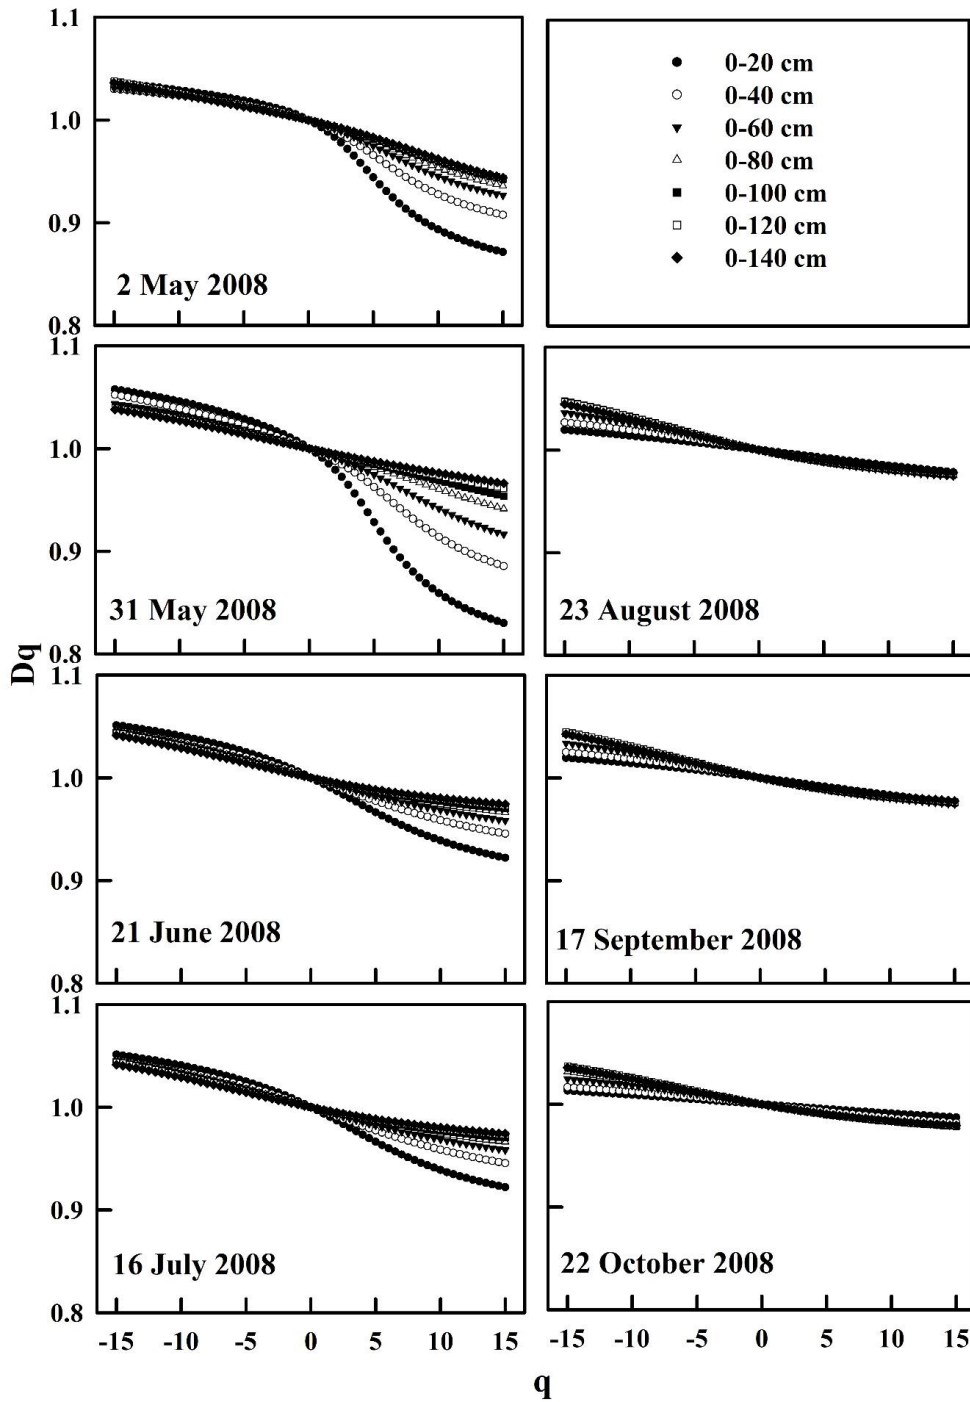 1.1
1.0
0.9
0.8
2 May 2008
0-20 cm
0-40 cm
0-60 cm
0-80 cm
0-100 cm
0-120 cm
0-140 cm
1.1
1.0
0.9
0.8
31 May 2008
23 August 2008
Dq
1.1
1.0
0.9
0.8
21 June 2008
17 September 2008
1.1
1.0
0.9
0.8
16 July 2008
22 October 2008
-15 -10 -5 0 5 10 15
-15 -10 -5 0 5 10 15
q